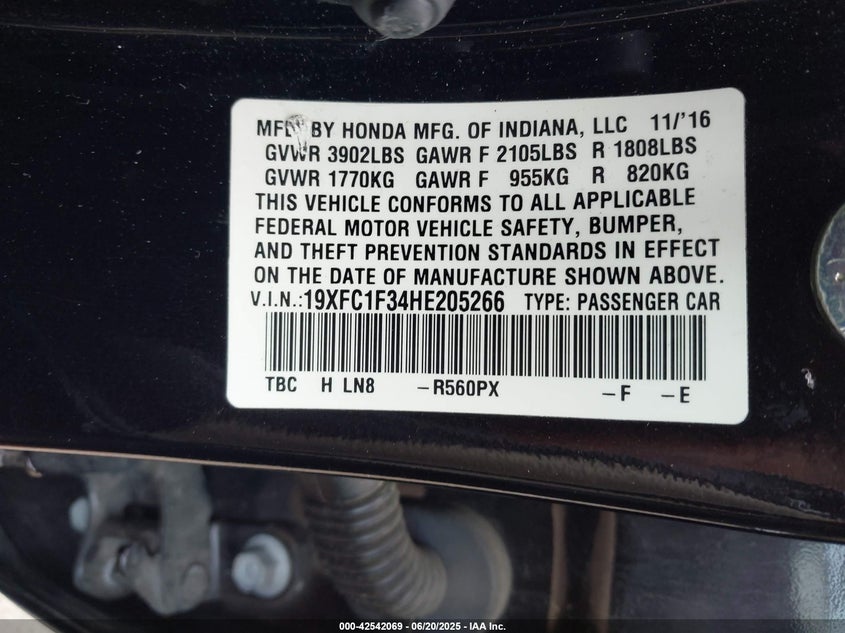 MFD BY HONDA MFG. OF INDIANA, LLC 11/'16
GVWR 3902LBS GAWR F 2105LBS R 1808LBS
GVWR 1770KG GAWR F 955KG R 820KG
THIS VEHICLE CONFORMS TO ALL APPLICABLE
FEDERAL MOTOR VEHICLE SAFETY, BUMPER,
AND THEFT PREVENTION STANDARDS IN EFFECT
ON THE DATE OF MANUFACTURE SHOWN ABOVE.
V.I.N.:19XFC1F34HE205266 TYPE: PASSENGER CAR
TBC H LN8 –R560PX –F –E
000-42542069 - 06/20/2025 - IAA Inc.